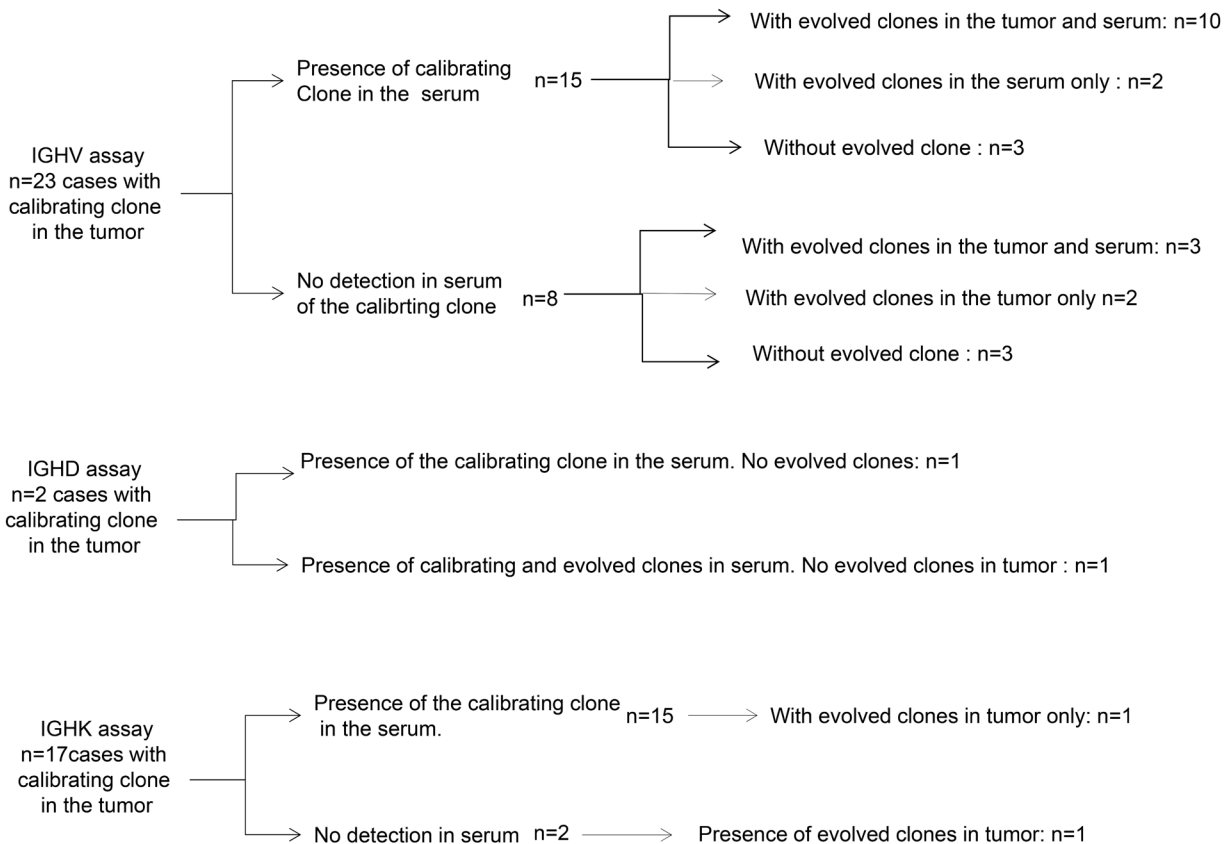 IGHV assay
n=23 cases with
calibrating clone
in the tumor
Presence of calibrating
Clone in the  serum
n=15
With evolved clones in the tumor and serum: n=10
With evolved clones in the serum only : n=2
Without evolved clone : n=3
No detection in serum
of the calibrting clone
n=8
With evolved clones in the tumor and serum: n=3
With evolved clones in the tumor only n=2
Without evolved clone : n=3
IGHD assay
n=2 cases with
calibrating clone
in the tumor
Presence of the calibrating clone in the serum. No evolved clones: n=1
Presence of calibrating and evolved clones in serum. No evolved clones in tumor : n=1
IGHK assay
n=17cases with
calibrating clone
in the tumor
Presence of the calibrating clone
in the serum.
n=15
With evolved clones in tumor only: n=1
No detection in serum
n=2
Presence of evolved clones in tumor: n=1